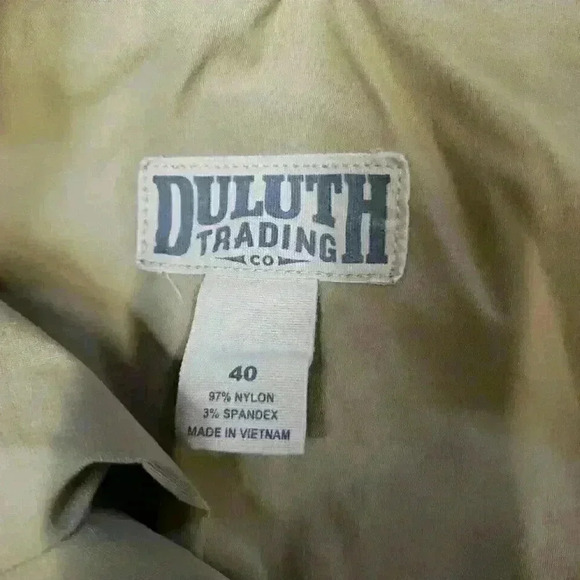 DULUTH
TRADING
CO
40
97% NYLON
3% SPANDEX
MADE IN VIETNAM